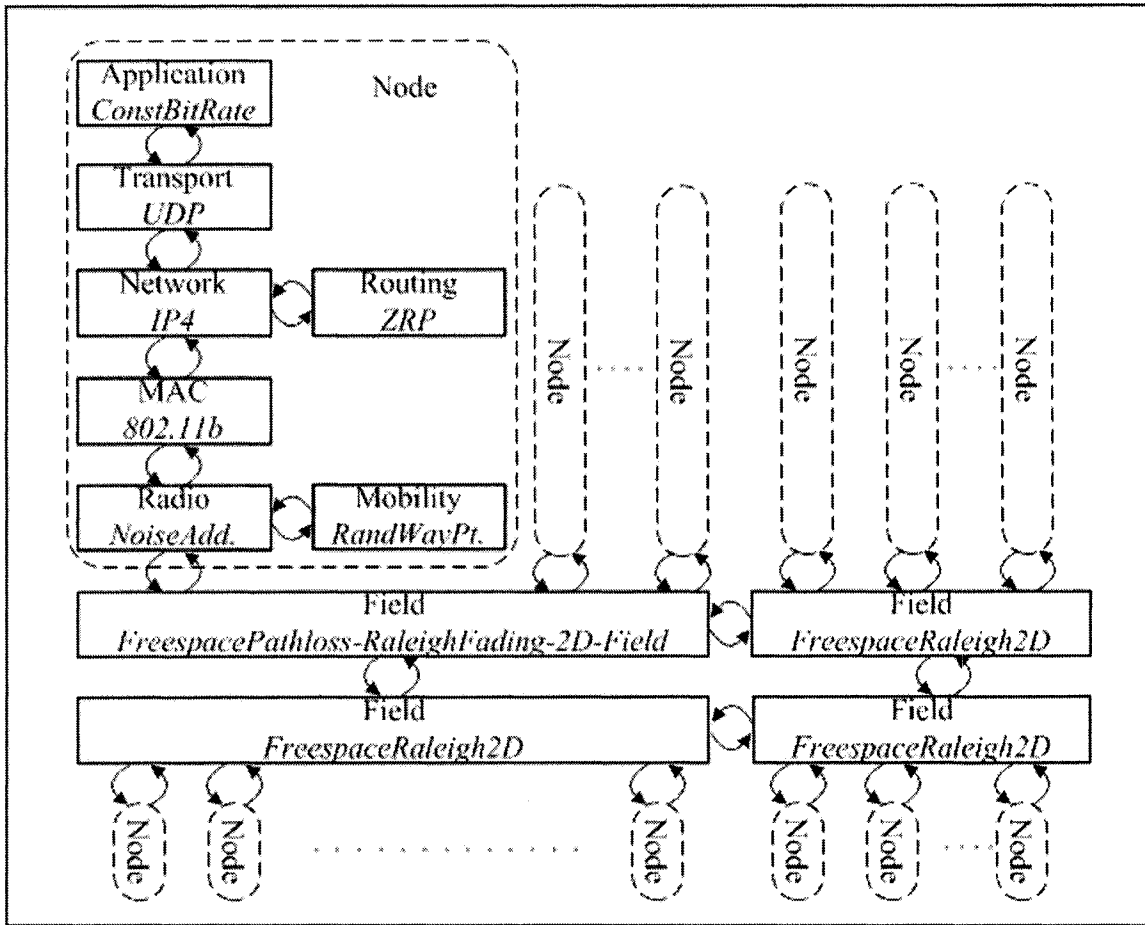 Application
ConstBitRate
Node
Transport
UDP
Network
IP4
Routing
ZRP
MAC
802.11b
Radio
NoiseAdd.
Mobility
RandWayPt.
Node
Node
Node
Node
Node
Field
FreespacePathloss-RaleighFading-2D-Field
Field
FreespaceRaleigh2D
Field
FreespaceRaleigh2D
Field
FreespaceRaleigh2D
Node
Node
Node
Node
Node
Node